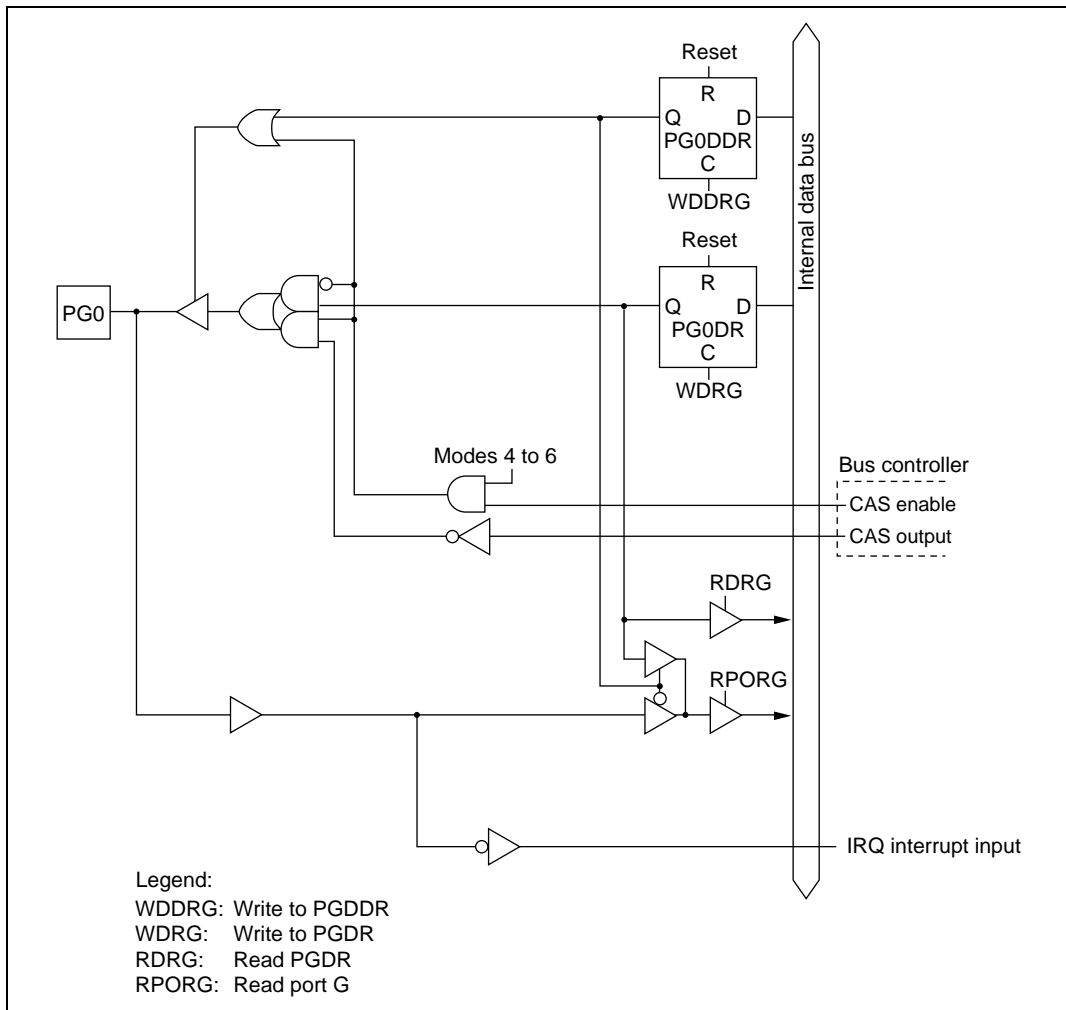 Reset
R
Q D
PG0DDR
C
WDDRG
Internal data bus
Reset
R
Q D
PG0DR
C
WDRG
PG0
Modes 4 to 6
Bus controller
CAS enable
CAS output
RDRG
RPORG
IRQ interrupt input
Legend:
WDDRG: Write to PGDDR
WDRG: Write to PGDR
RDRG: Read PGDR
RPORG: Read port G